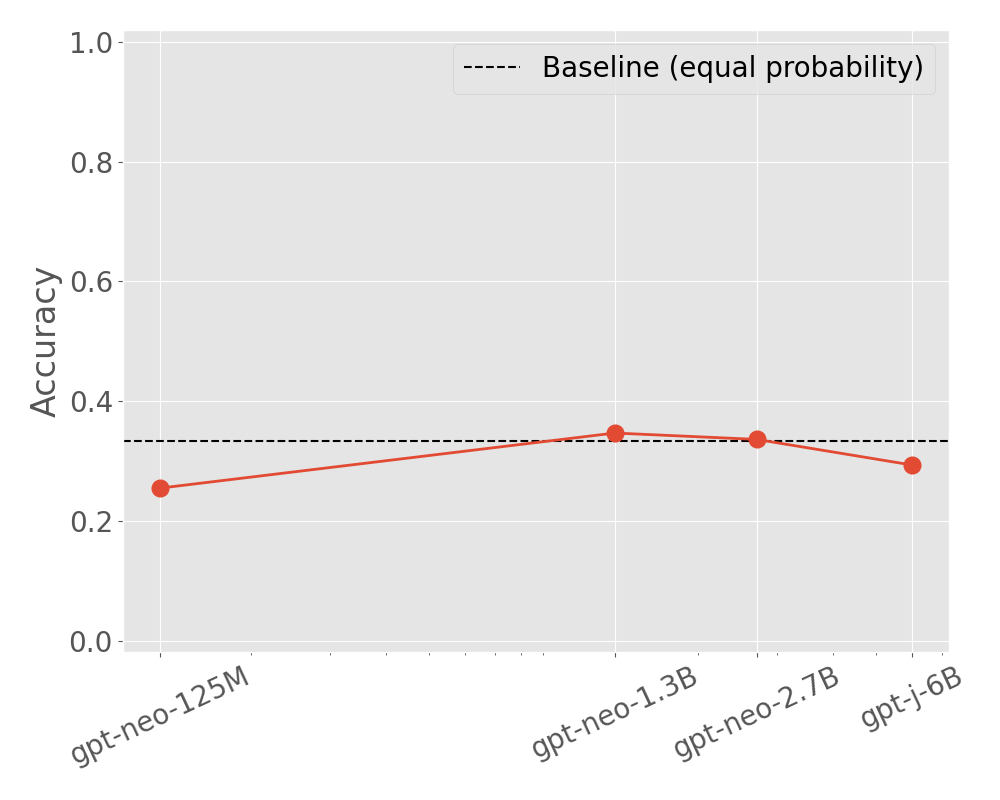 Baseline (equal probability)
Accuracy
1.0
0.8
0.6
0.4
0.2
0.0
gpt-neo-125M
gpt-neo-1.3B
gpt-neo-2.7B
gpt-j-6B